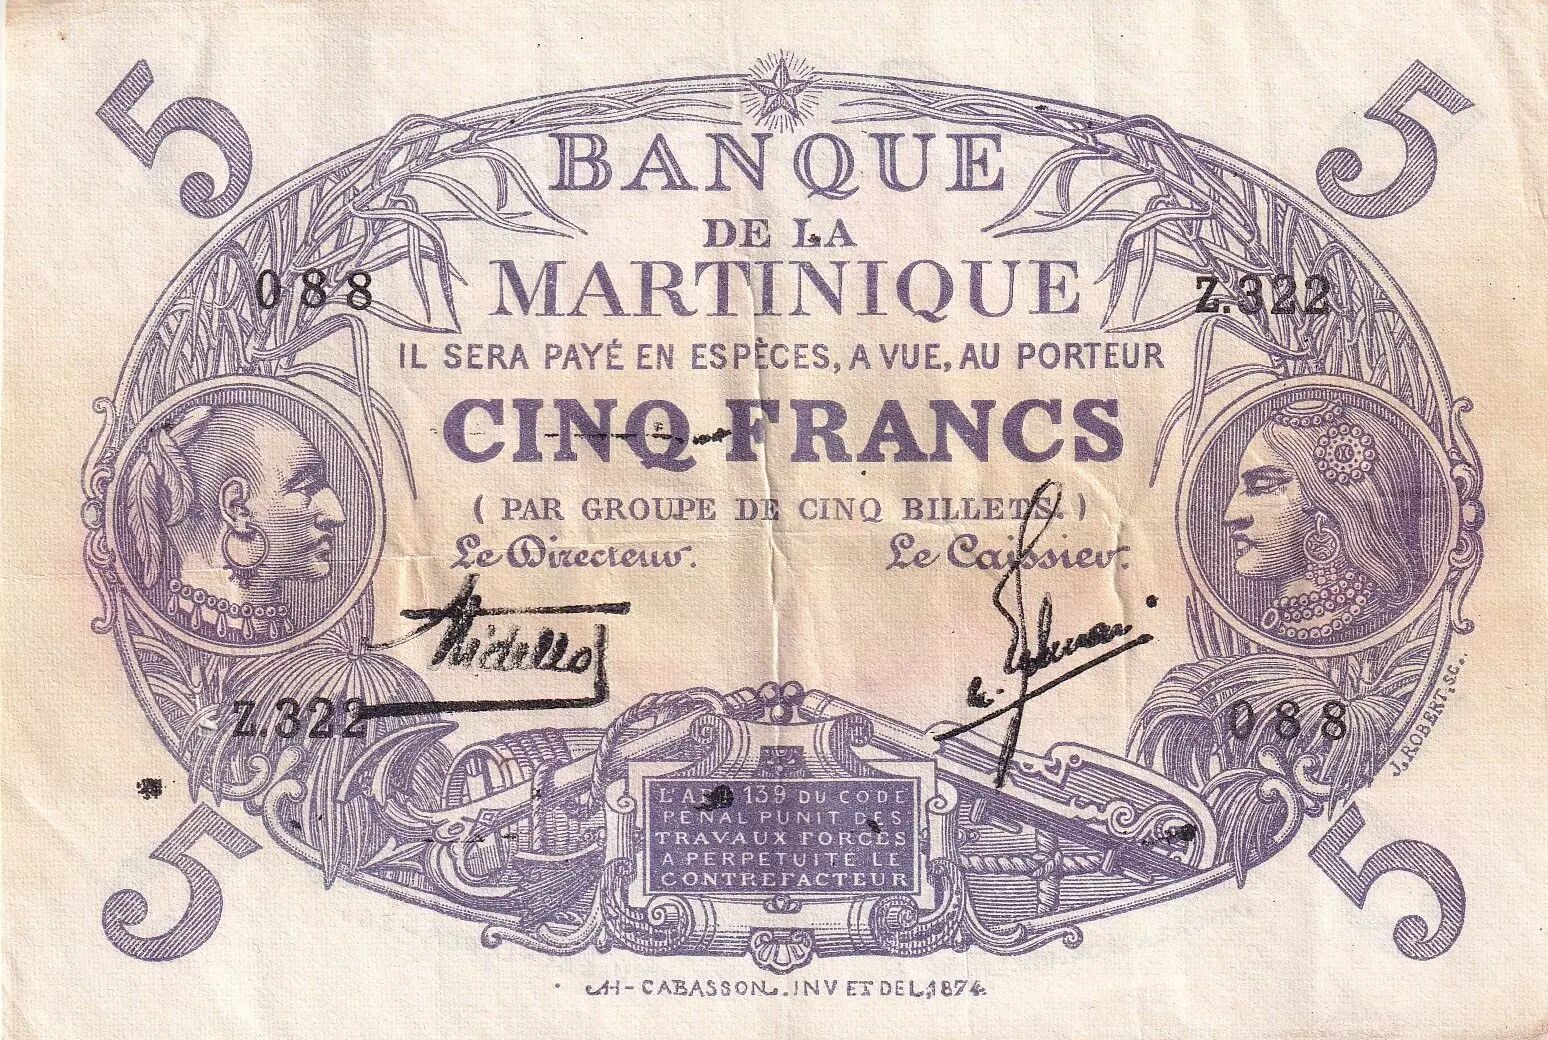 5 5
BANQUE
DE LA
MARTINIQUE
088 Z.322
IL SERA PAYÉ EN ESPÈCES, A VUE, AU PORTEUR
CINQ FRANCS
( PAR GROUPE DE CINQ BILLETS. )
Le Directeur. Le Caissier.
Z.322 088
J. ROBERT. SC.
L'ART 139 DU CODE
PENAL PUNIT DES
TRAVAUX FORCES
A PERPETUITE LE
CONTREFACTEUR
5 5
H-CABASSON. INV ET DEL, 1874.